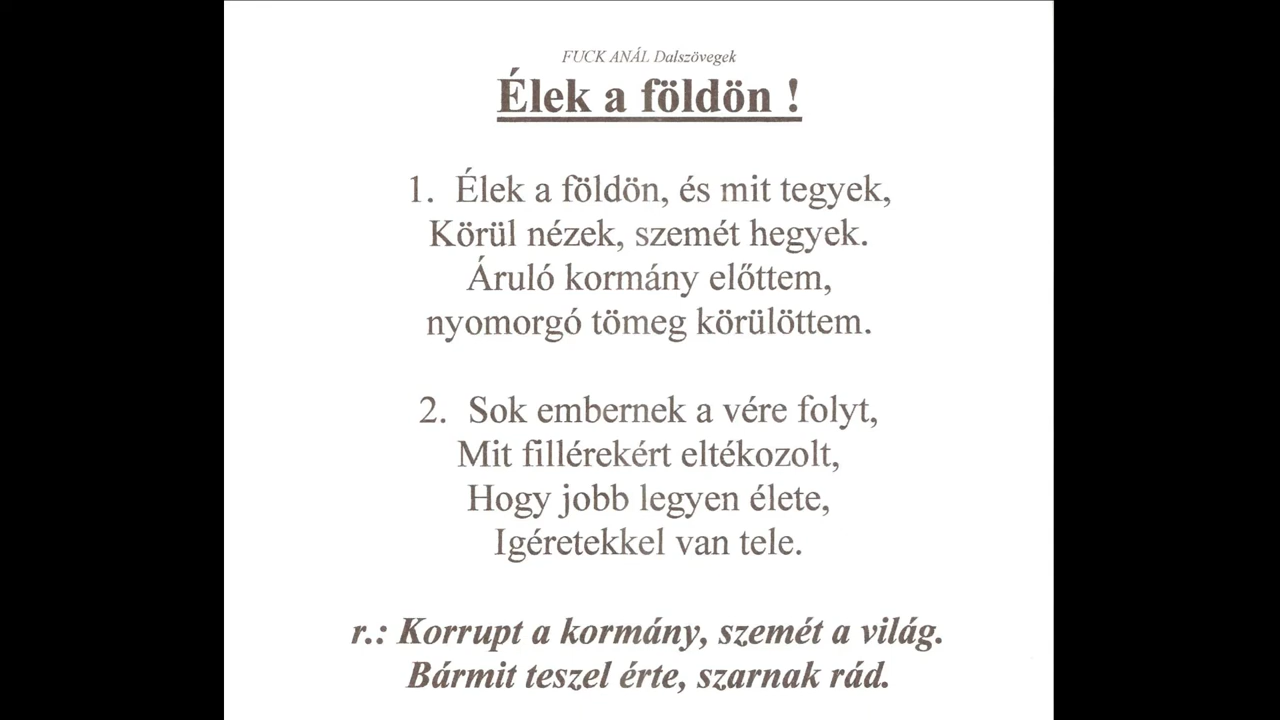 FUCK ANÁL Dalszövegek
Élek a földön !
1. Élek a földön, és mit tegyek,
Körül nézek, szemét hegyek.
Áruló kormány előttem,
nyomorgó tömeg körülöttem.
2. Sok embernek a vére folyt,
Mit fillérekért eltékozolt,
Hogy jobb legyen élete,
Igéretekkel van tele.
r.: Korrupt a kormány, szemét a világ.
Bármit teszel érte, szarnak rád.